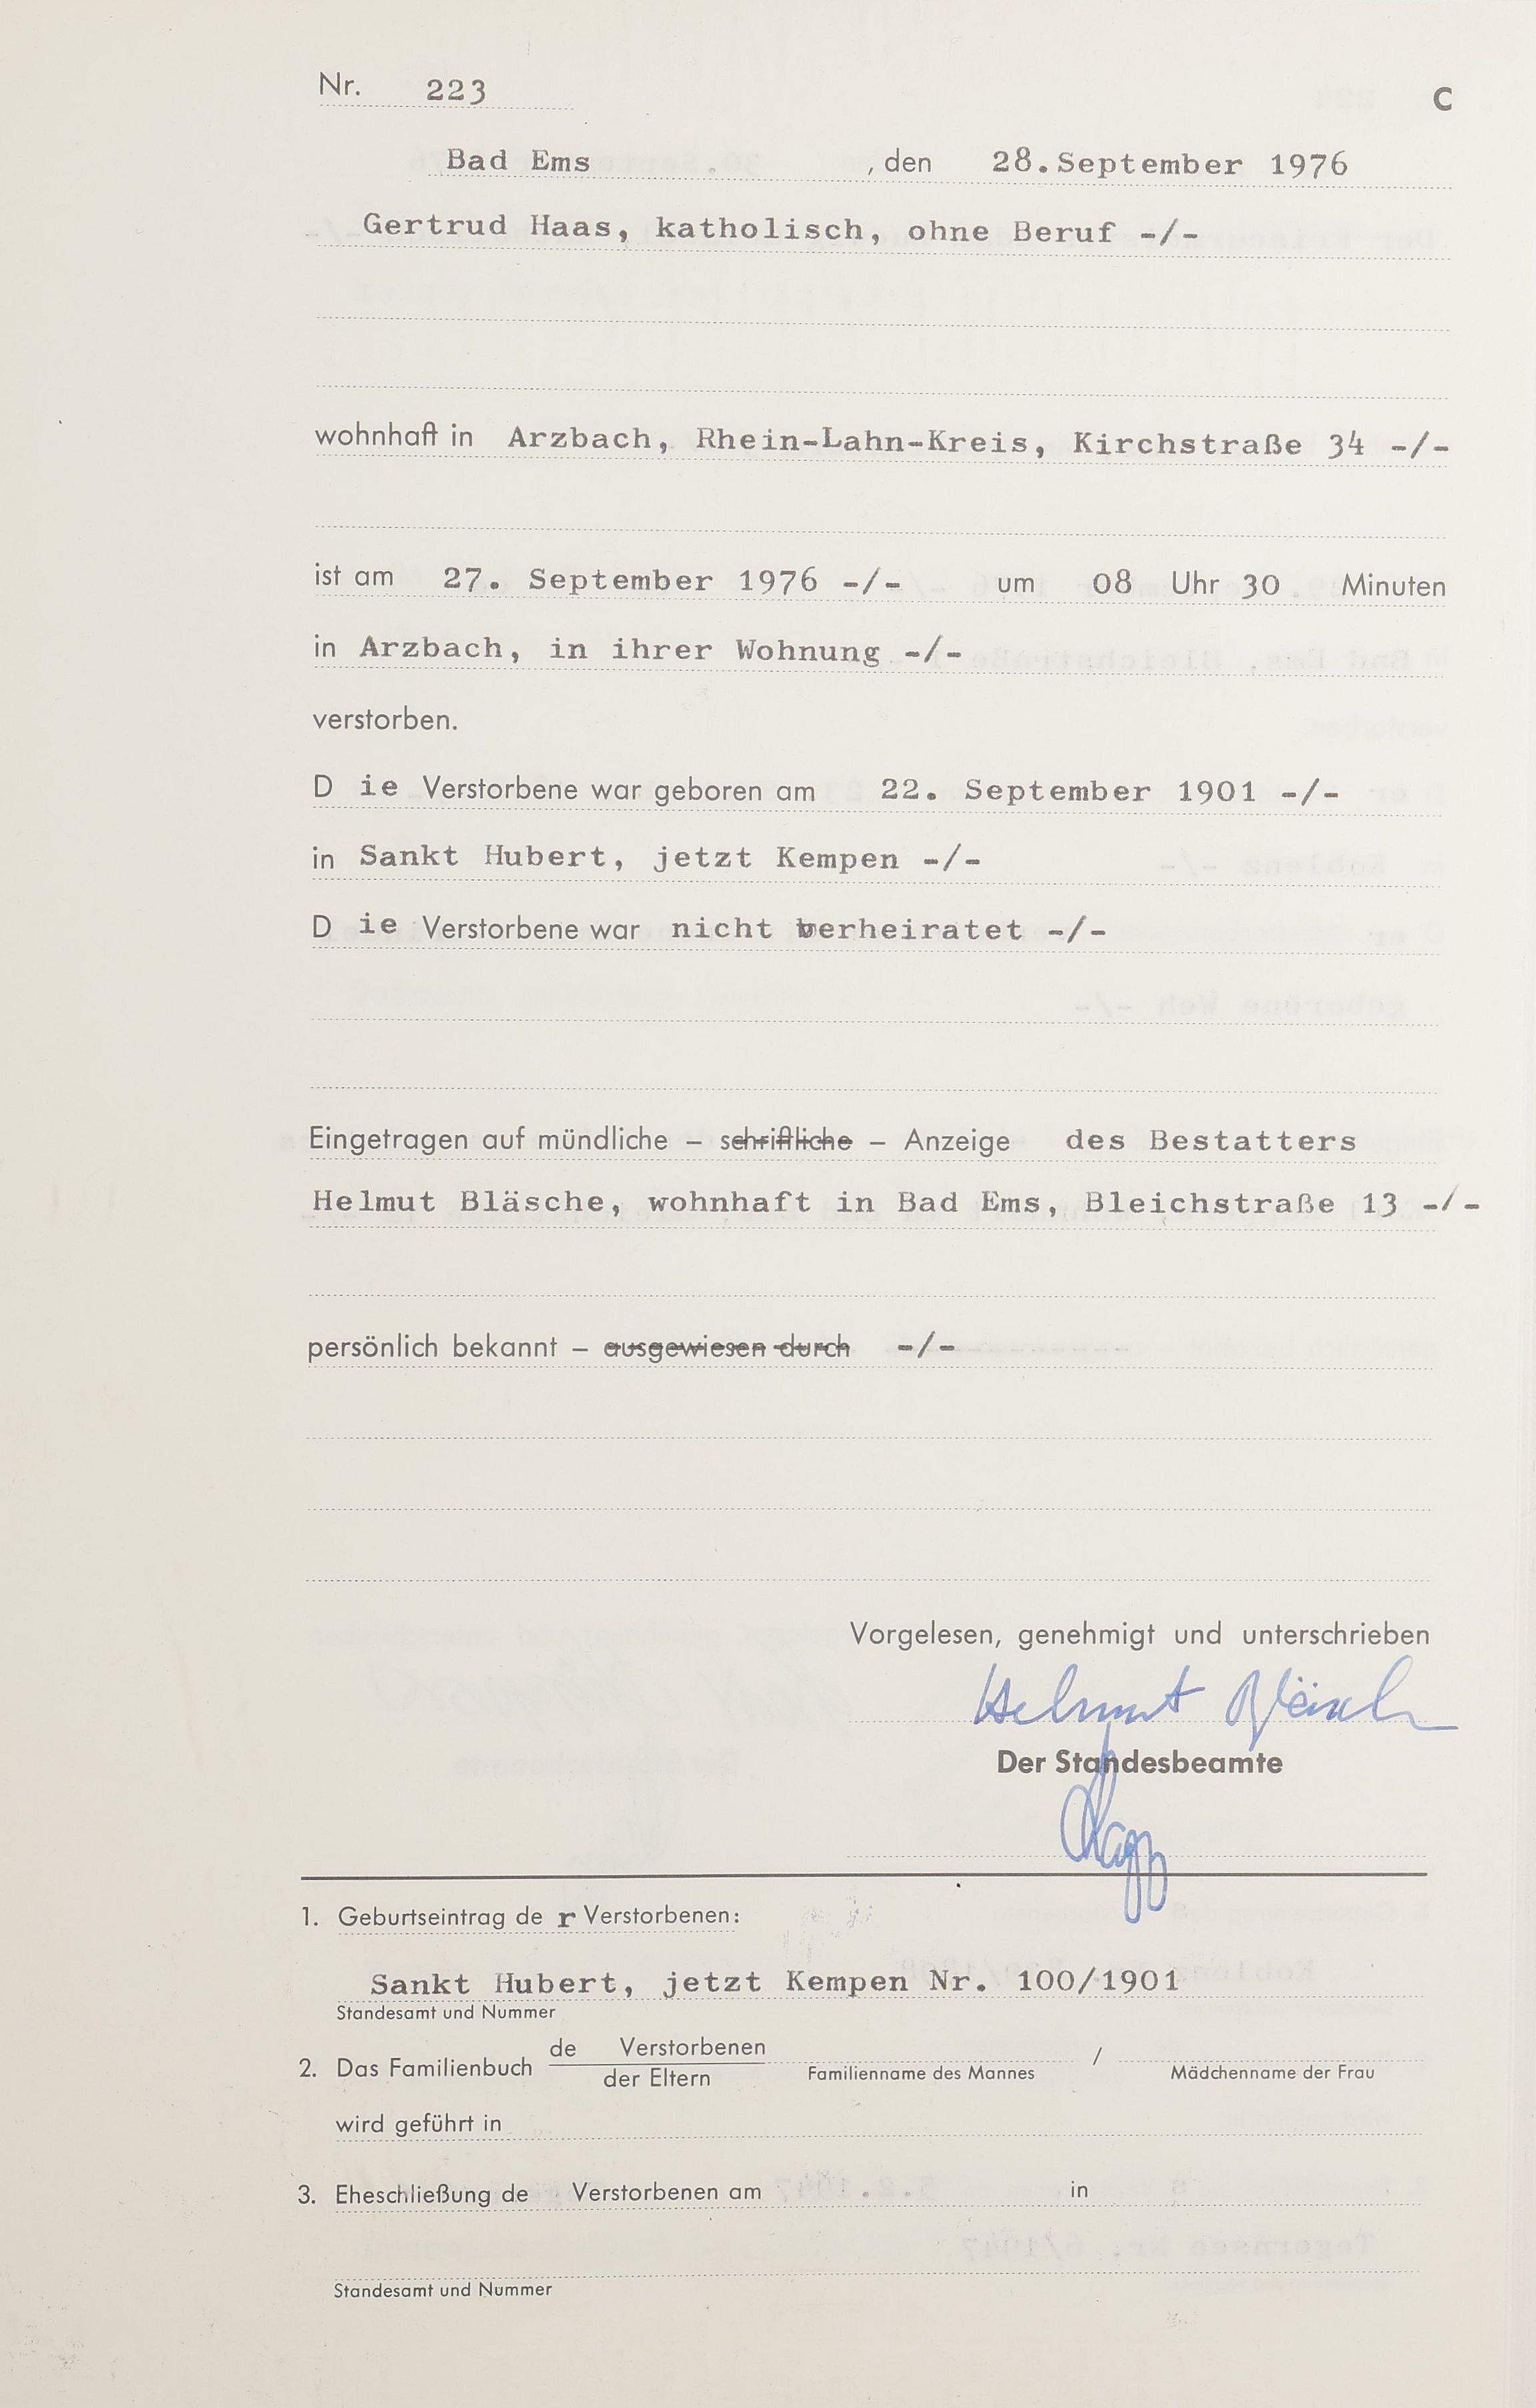 Nr. 223 C
Bad Ems , den 28.September 1976
Gertrud Haas, katholisch, ohne Beruf -/-
wohnhaft in Arzbach, Rhein-Lahn-Kreis, Kirchstraße 34 -/-
ist am 27. September 1976 -/- um 08 Uhr 30 Minuten
in Arzbach, in ihrer Wohnung -/-
verstorben.
D ie Verstorbene war geboren am 22. September 1901 -/-
in Sankt Hubert, jetzt Kempen -/-
D ie Verstorbene war nicht verheiratet -/-
Eingetragen auf mündliche – schriftliche – Anzeige des Bestatters
Helmut Bläsche, wohnhaft in Bad Ems, Bleichstraße 13 -/-
persönlich bekannt – ausgewiesen durch -/-
Vorgelesen, genehmigt und unterschrieben
Helmut
Der Standesbeamte
1. Geburtseintrag de r Verstorbenen:
Sankt Hubert, jetzt Kempen Nr. 100/1901
Standesamt und Nummer
2. Das Familienbuch de Verstorbenen /
der Eltern Familienname des Mannes Mädchenname der Frau
wird geführt in
3. Eheschließung de Verstorbenen am in
Standesamt und Nummer